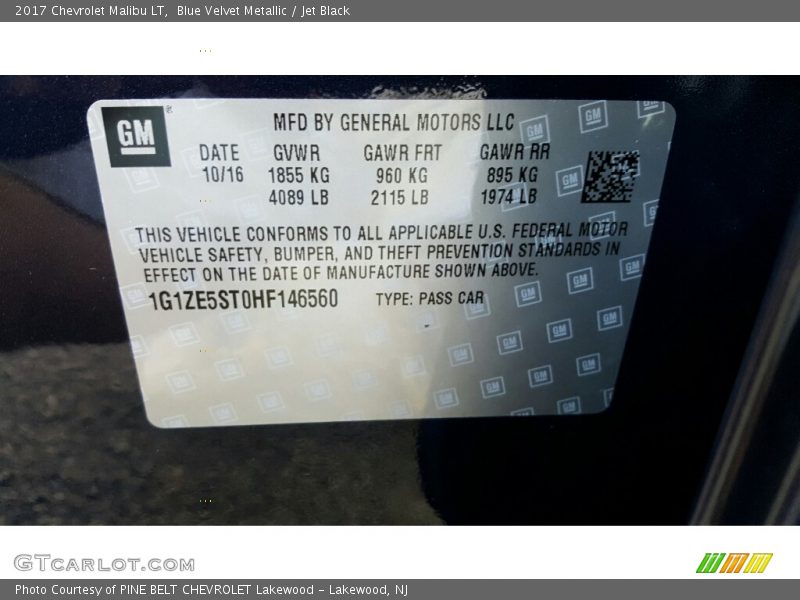 2017 Chevrolet Malibu LT, Blue Velvet Metallic / Jet Black
GM ®
MFD BY GENERAL MOTORS LLC
DATE GVWR GAWR FRT GAWR RR
10/16 1855 KG 960 KG 895 KG
4089 LB 2115 LB 1974 LB
THIS VEHICLE CONFORMS TO ALL APPLICABLE U.S. FEDERAL MOTOR
VEHICLE SAFETY, BUMPER, AND THEFT PREVENTION STANDARDS IN
EFFECT ON THE DATE OF MANUFACTURE SHOWN ABOVE.
1G1ZE5ST0HF146560 TYPE: PASS CAR
GTCARLOT.COM
Photo Courtesy of PINE BELT CHEVROLET Lakewood - Lakewood, NJ